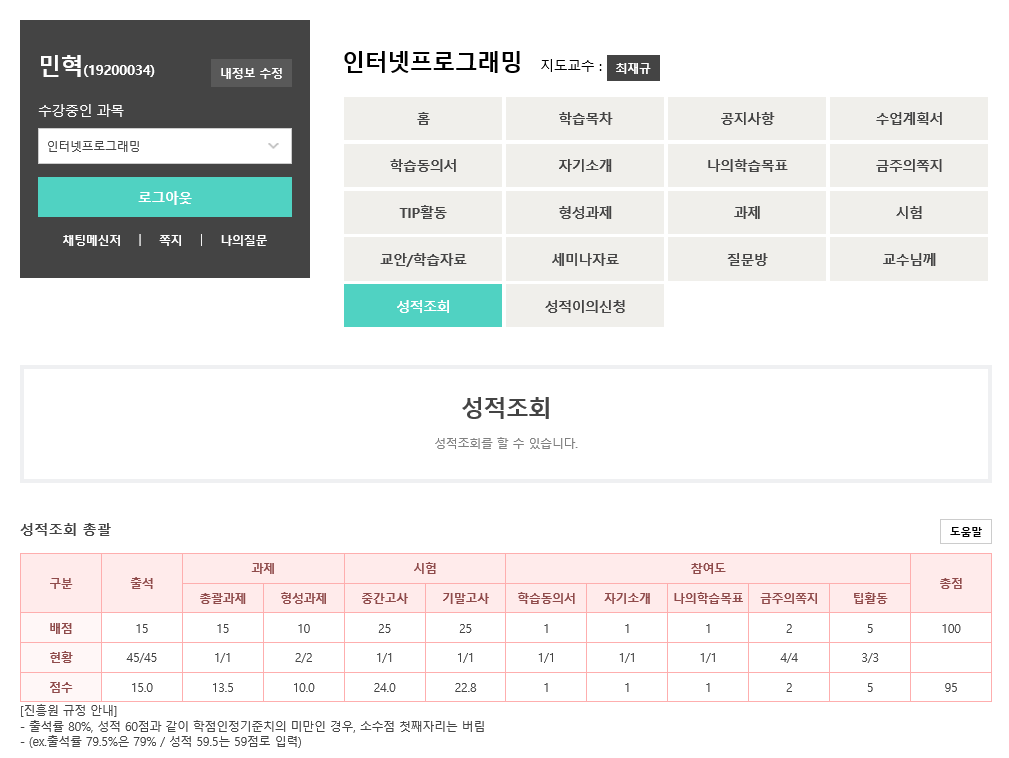 민혁(19200034)
내정보 수정
수강중인 과목
인터넷프로그래밍
로그아웃
채팅메신저 | 쪽지 | 나의질문
인터넷프로그래밍 지도교수 : 최재규
홈 학습목차 공지사항 수업계획서
학습동의서 자기소개 나의학습목표 금주의쪽지
TIP활동 형성과제 과제 시험
교안/학습자료 세미나자료 질문방 교수님께
성적조회 성적이의신청
성적조회
성적조회를 할 수 있습니다.
성적조회 총괄 도움말
구분 출석 과제 시험 참여도 총점
총괄과제 형성과제 중간고사 기말고사 학습동의서 자기소개 나의학습목표 금주의쪽지 팁활동
배점 15 15 10 25 25 1 1 1 2 5 100
현황 45/45 1/1 2/2 1/1 1/1 1/1 1/1 1/1 4/4 3/3
점수 15.0 13.5 10.0 24.0 22.8 1 1 1 2 5 95
[진흥원 규정 안내]
- 출석률 80%, 성적 60점과 같이 학점인정기준치의 미만인 경우, 소수점 첫째자리는 버림
- (ex.출석률 79.5%은 79% / 성적 59.5는 59점로 입력)